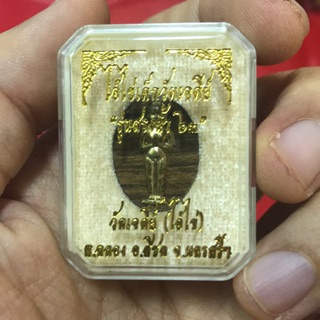 ไอ้ไข่เด็กวัดเจดีย์
วัดเจดีย์ (ไอ้ไข่)
ต.ฉลอง อ.สิชล จ.นครศรีฯ